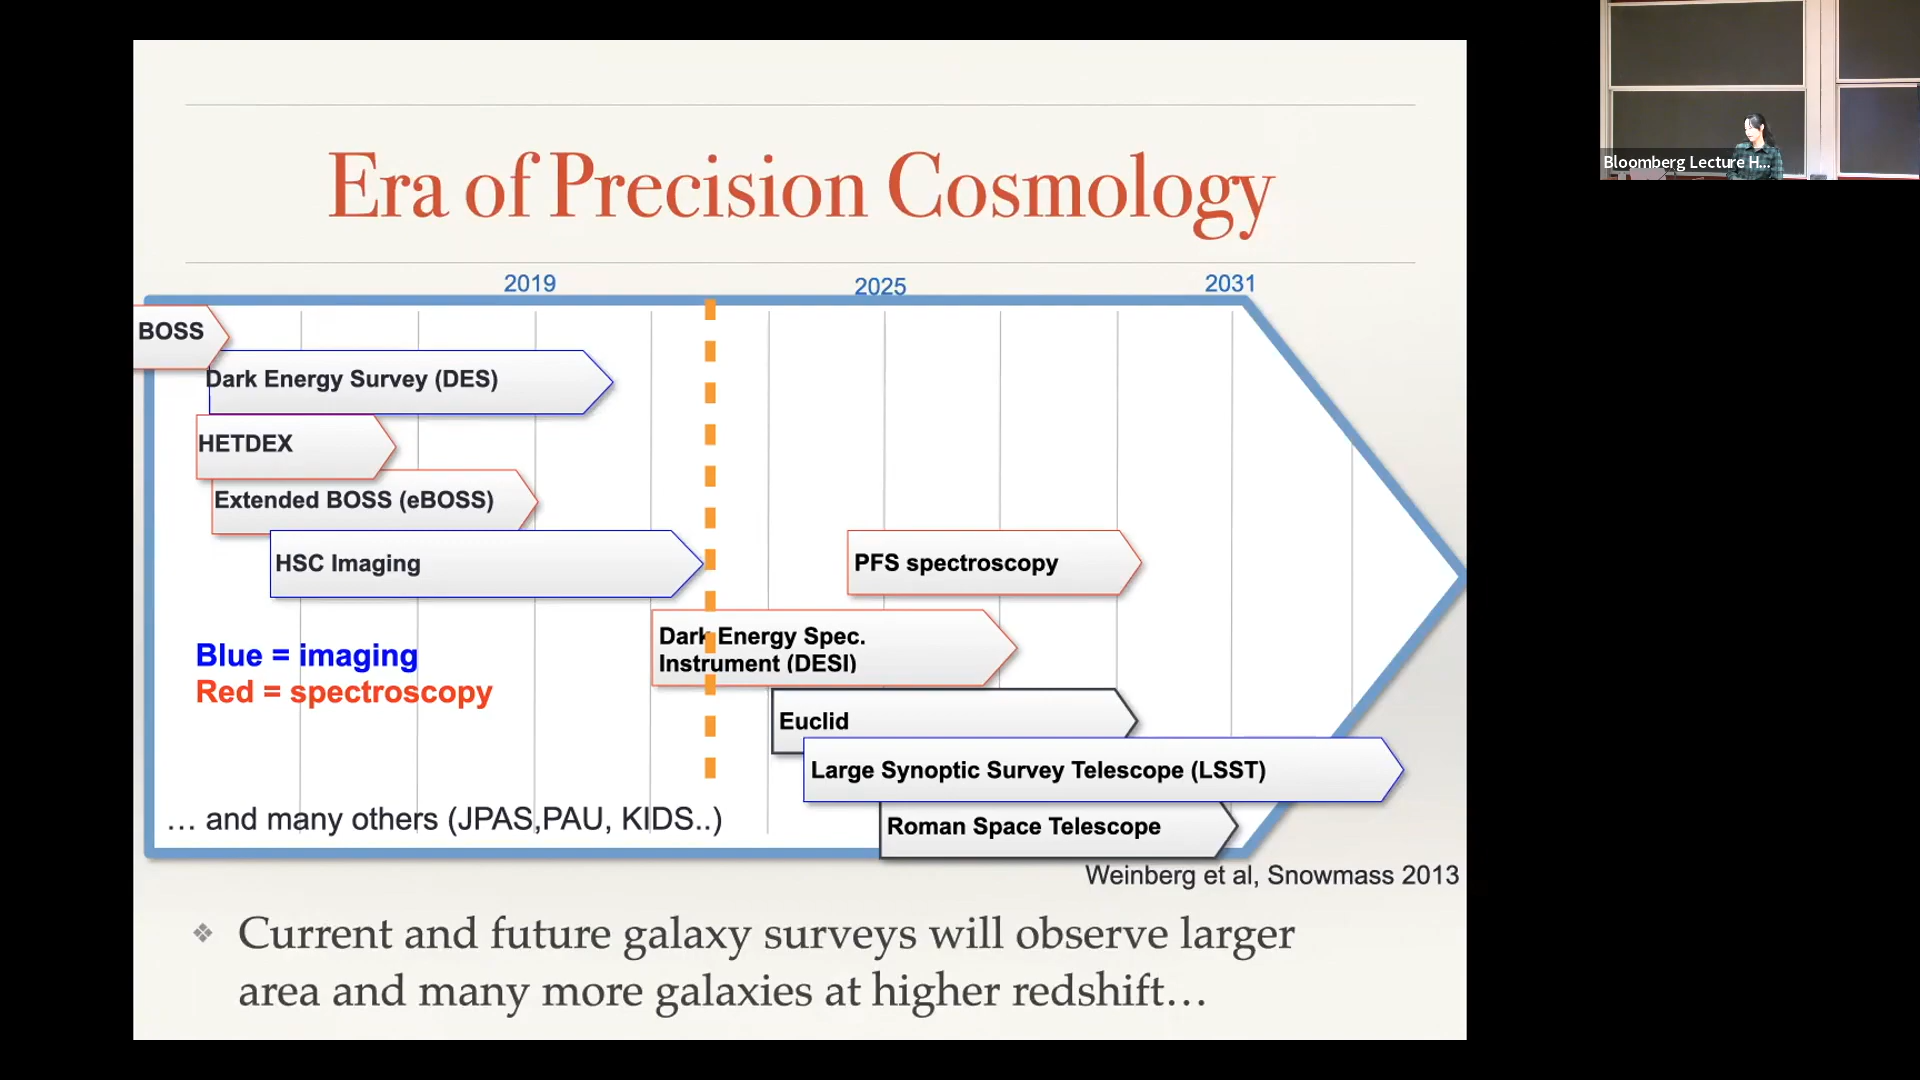 Era of Precision Cosmology
2019
2025
2031
BOSS
Dark Energy Survey (DES)
HETDEX
Extended BOSS (eBOSS)
HSC Imaging
PFS spectroscopy
Dark Energy Spec.
Instrument (DESI)
Blue = imaging
Red = spectroscopy
Euclid
Large Synoptic Survey Telescope (LSST)
… and many others (JPAS,PAU, KIDS..)
Roman Space Telescope
Weinberg et al, Snowmass 2013
❖ Current and future galaxy surveys will observe larger
area and many more galaxies at higher redshift…
Bloomberg Lecture H...